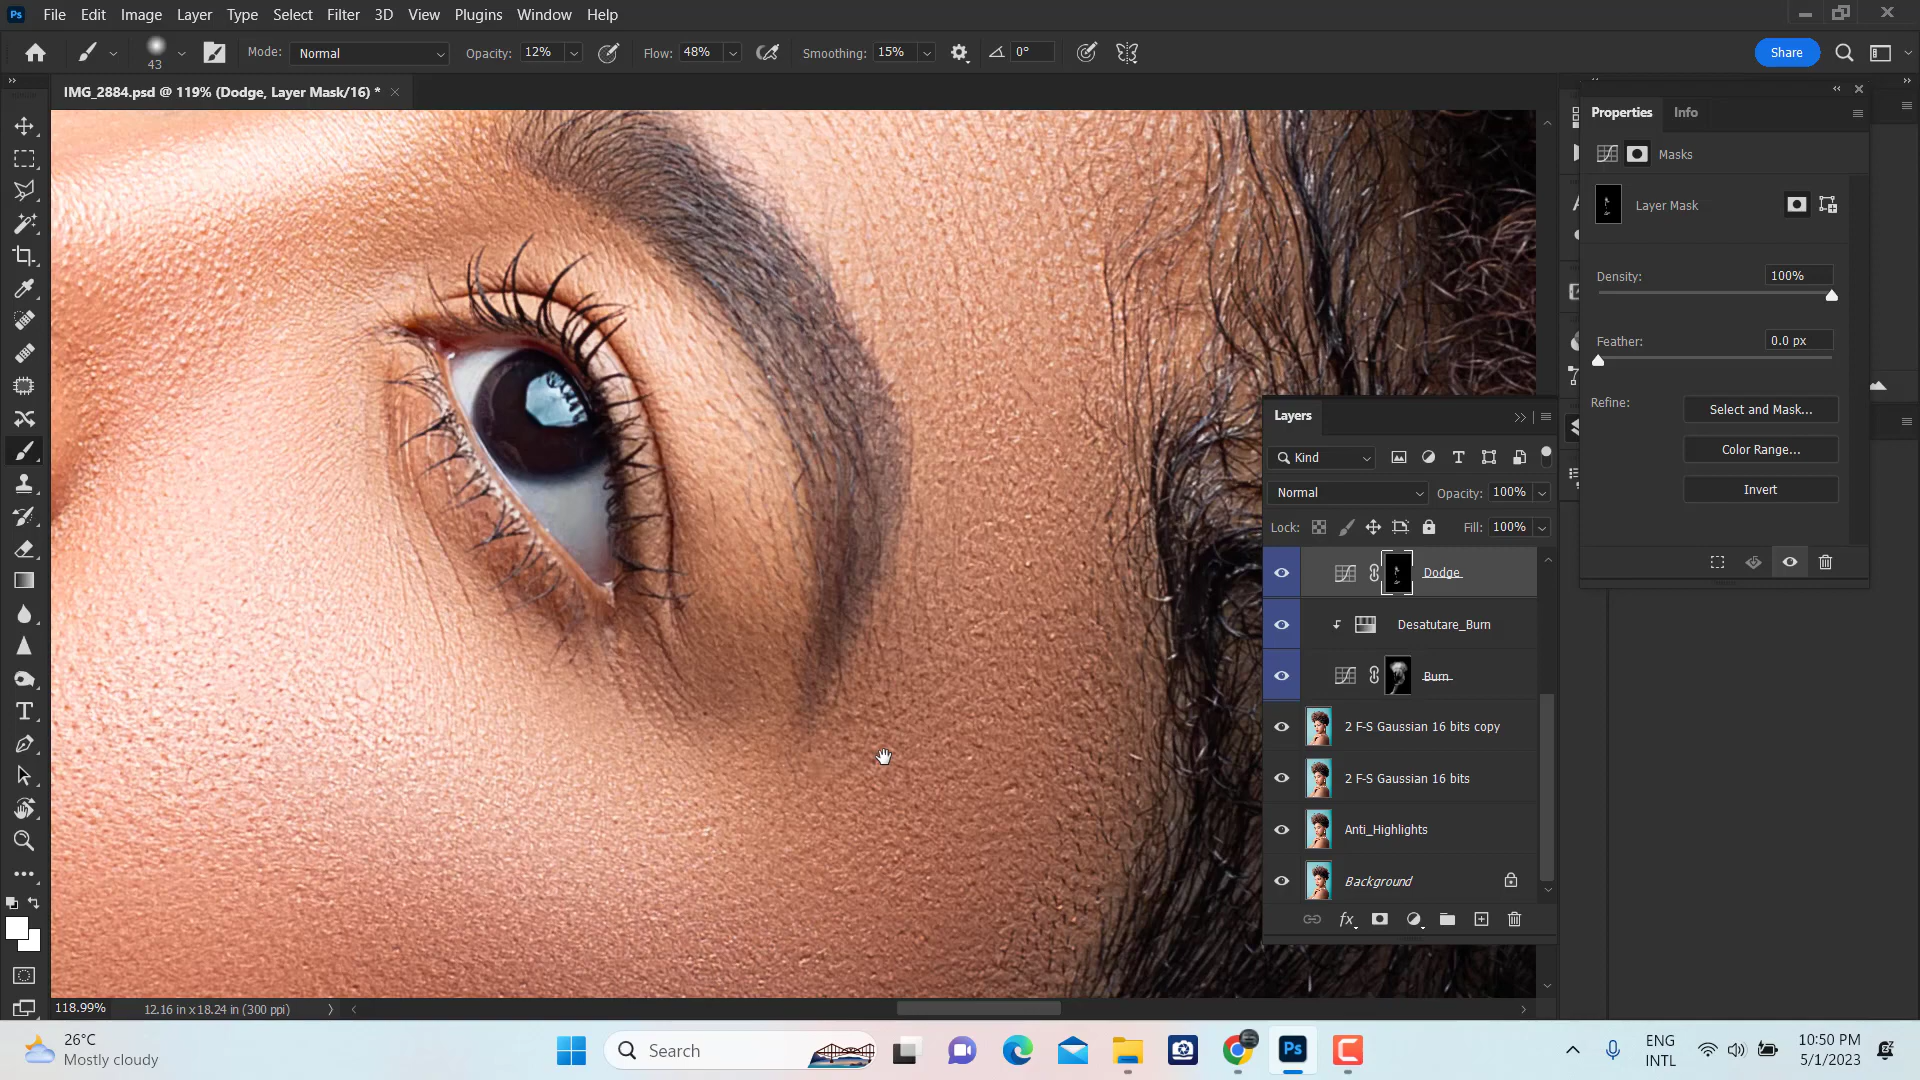 Ps File Edit Image Layer Type Select Filter 3D View Plugins Window Help
43 Mode: Normal Opacity: 12% Flow: 48% Smoothing: 15% 0° Share
IMG_2884.psd @ 119% (Dodge, Layer Mask/16) *
Properties Info
Masks
Layer Mask
Density: 100%
Feather: 0.0 px
Refine: Select and Mask...
Color Range...
Invert
Layers
Kind
Normal Opacity: 100%
Lock: Fill: 100%
Dodge
Desatutare_Burn
Burn
2 F-S Gaussian 16 bits copy
2 F-S Gaussian 16 bits
Anti_Highlights
Background
fx
118.99% 12.16 in x 18.24 in (300 ppi)
26°C
Mostly cloudy
Search
Ps
ENG
INTL
10:50 PM
5/1/2023